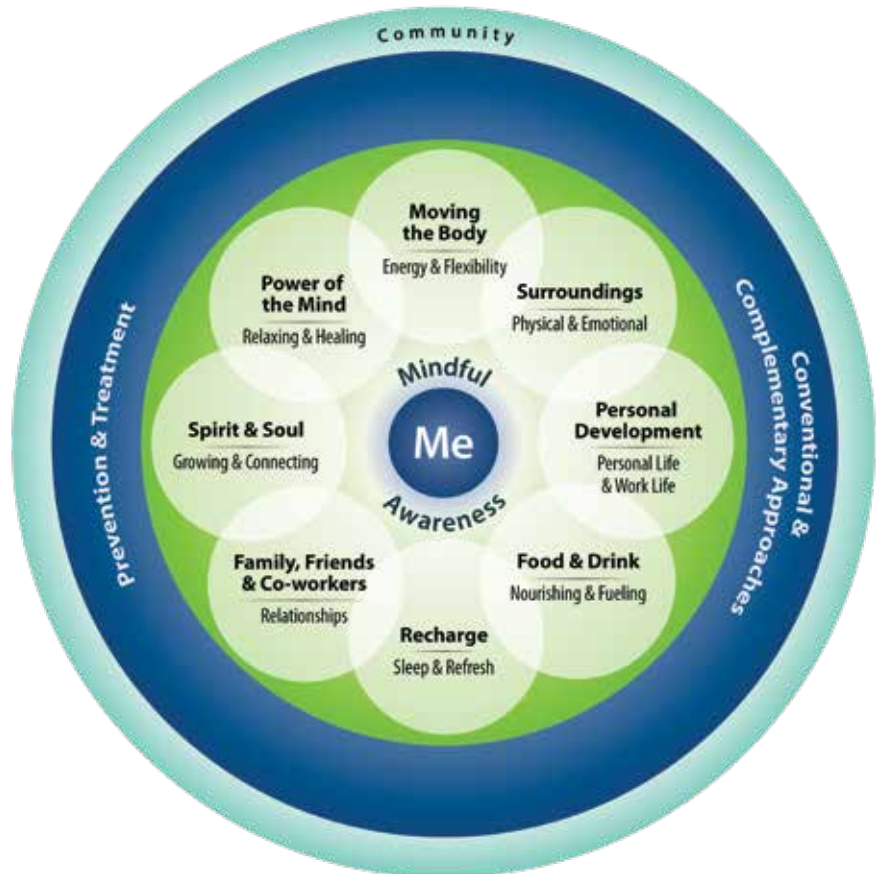 Community
Prevention & Treatment
Conventional &
Complementary Approaches
Moving
the Body
Energy & Flexibility
Surroundings
Physical & Emotional
Personal
Development
Personal Life
& Work Life
Food & Drink
Nourishing & Fueling
Recharge
Sleep & Refresh
Family, Friends
& Co-workers
Relationships
Spirit & Soul
Growing & Connecting
Power of
the Mind
Relaxing & Healing
Mindful
Me
Awareness